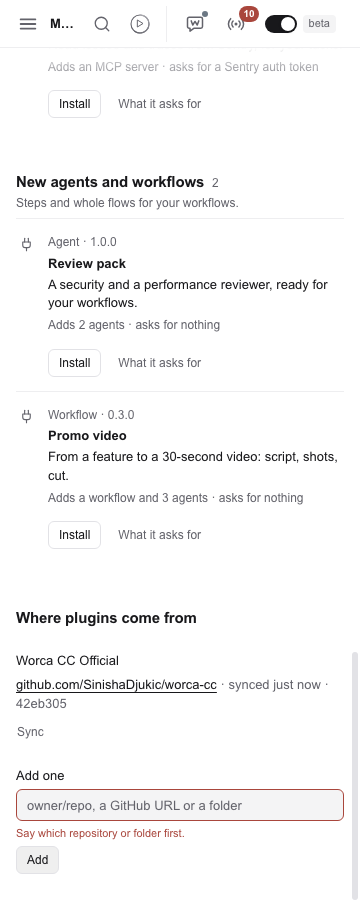 M...
10
beta
Adds an MCP server · asks for a Sentry auth token
Install
What it asks for
New agents and workflows 2
Steps and whole flows for your workflows.
Agent · 1.0.0
Review pack
A security and a performance reviewer, ready for
your workflows.
Adds 2 agents · asks for nothing
Install
What it asks for
Workflow · 0.3.0
Promo video
From a feature to a 30-second video: script, shots,
cut.
Adds a workflow and 3 agents · asks for nothing
Install
What it asks for
Where plugins come from
Worca CC Official
github.com/SinishaDjukic/worca-cc · synced just now ·
42eb305
Sync
Add one
owner/repo, a GitHub URL or a folder
Say which repository or folder first.
Add